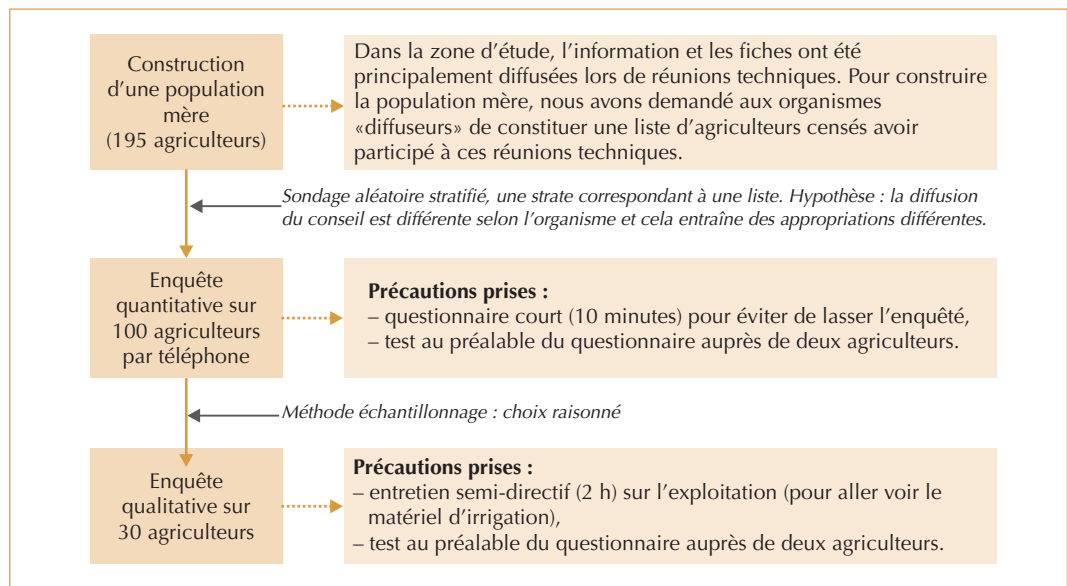 Construction
d'une population
mère
(195 agriculteurs)
Dans la zone d'étude, l'information et les fiches ont été
principalement diffusées lors de réunions techniques. Pour construire
la population mère, nous avons demandé aux organismes
«diffuseurs» de constituer une liste d'agriculteurs censés avoir
participé à ces réunions techniques.
Sondage aléatoire stratifié, une strate correspondant à une liste. Hypothèse : la diffusion
du conseil est différente selon l'organisme et cela entraîne des appropriations différentes.
Enquête
quantitative sur
100 agriculteurs
par téléphone
Précautions prises :
– questionnaire court (10 minutes) pour éviter de lasser l'enquêté,
– test au préalable du questionnaire auprès de deux agriculteurs.
Méthode échantillonnage : choix raisonné
Enquête
qualitative sur
30 agriculteurs
Précautions prises :
– entretien semi-directif (2 h) sur l'exploitation (pour aller voir le
matériel d'irrigation),
– test au préalable du questionnaire auprès de deux agriculteurs.